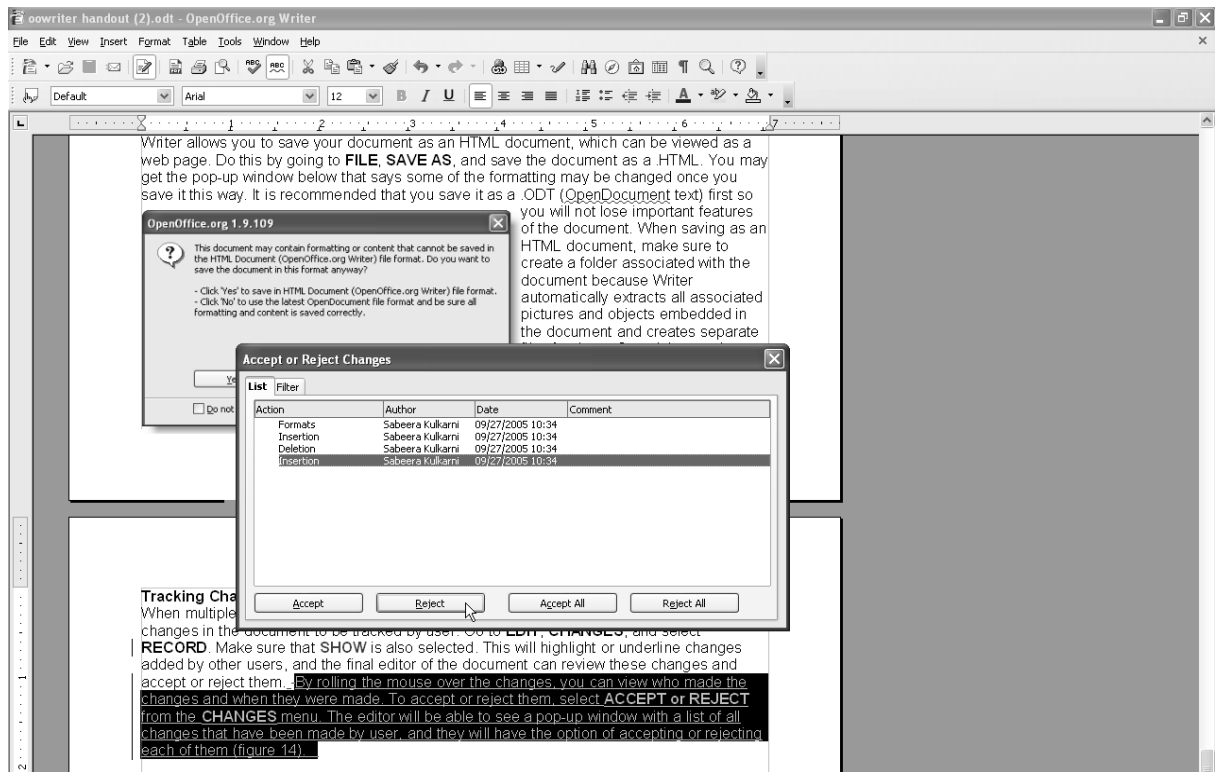 oowriter handout (2).odt - OpenOffice.org Writer
File Edit View Insert Format Table Tools Window Help
Default Arial 12 B I U A
1 2 3 4 5 6 7
Writer allows you to save your document as an HTML document, which can be viewed as a
web page. Do this by going to FILE, SAVE AS, and save the document as a .HTML. You may
get the pop-up window below that says some of the formatting may be changed once you
save it this way. It is recommended that you save it as a .ODT (OpenDocument text) first so
you will not lose important features
of the document. When saving as an
HTML document, make sure to
create a folder associated with the
document because Writer
automatically extracts all associated
pictures and objects embedded in
the document and creates separate
OpenOffice.org 1.9.109
This document may contain formatting or content that cannot be saved in
the HTML Document (OpenOffice.org Writer) file format. Do you want to
save the document in this format anyway?
- Click 'Yes' to save in HTML Document (OpenOffice.org Writer) file format.
- Click 'No' to use the latest OpenDocument file format and be sure all
formatting and content is saved correctly.
Ye
Do not
Accept or Reject Changes
List Filter
Action Author Date Comment
Formats Sabeera Kulkarni 09/27/2005 10:34
Insertion Sabeera Kulkarni 09/27/2005 10:34
Deletion Sabeera Kulkarni 09/27/2005 10:34
Insertion Sabeera Kulkarni 09/27/2005 10:34
Accept Reject Accept All Reject All
Tracking Cha
When multiple
changes in the document to be tracked by user. Go to EDIT, CHANGES, and select
RECORD. Make sure that SHOW is also selected. This will highlight or underline changes
added by other users, and the final editor of the document can review these changes and
accept or reject them. By rolling the mouse over the changes, you can view who made the
changes and when they were made. To accept or reject them, select ACCEPT or REJECT
from the CHANGES menu. The editor will be able to see a pop-up window with a list of all
changes that have been made by user, and they will have the option of accepting or rejecting
each of them (figure 14).